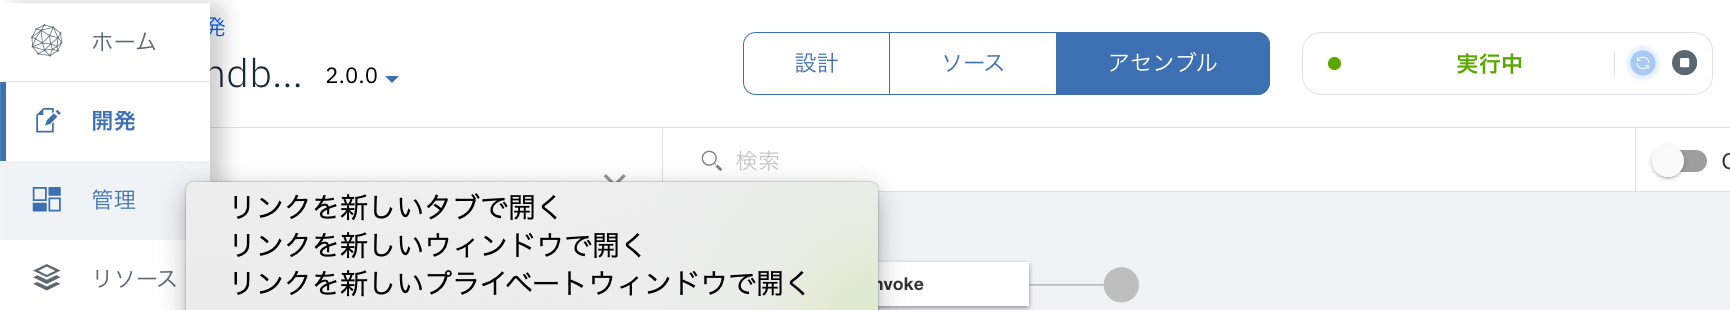 ホーム
発
ndb... 2.0.0
設計
ソース
アセンブル
実行中
開発
検索
管理
リンクを新しいタブで開く
リンクを新しいウィンドウで開く
リンクを新しいプライベートウィンドウで開く
リソース
nvoke